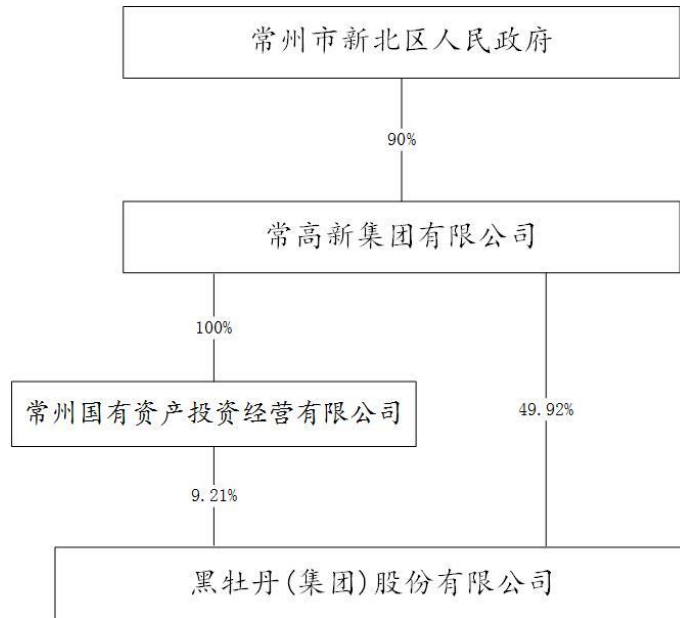 常州市新北区人民政府
90%
常高新集团有限公司
100%
常州国有资产投资经营有限公司
49.92%
9.21%
黑牡丹(集团)股份有限公司